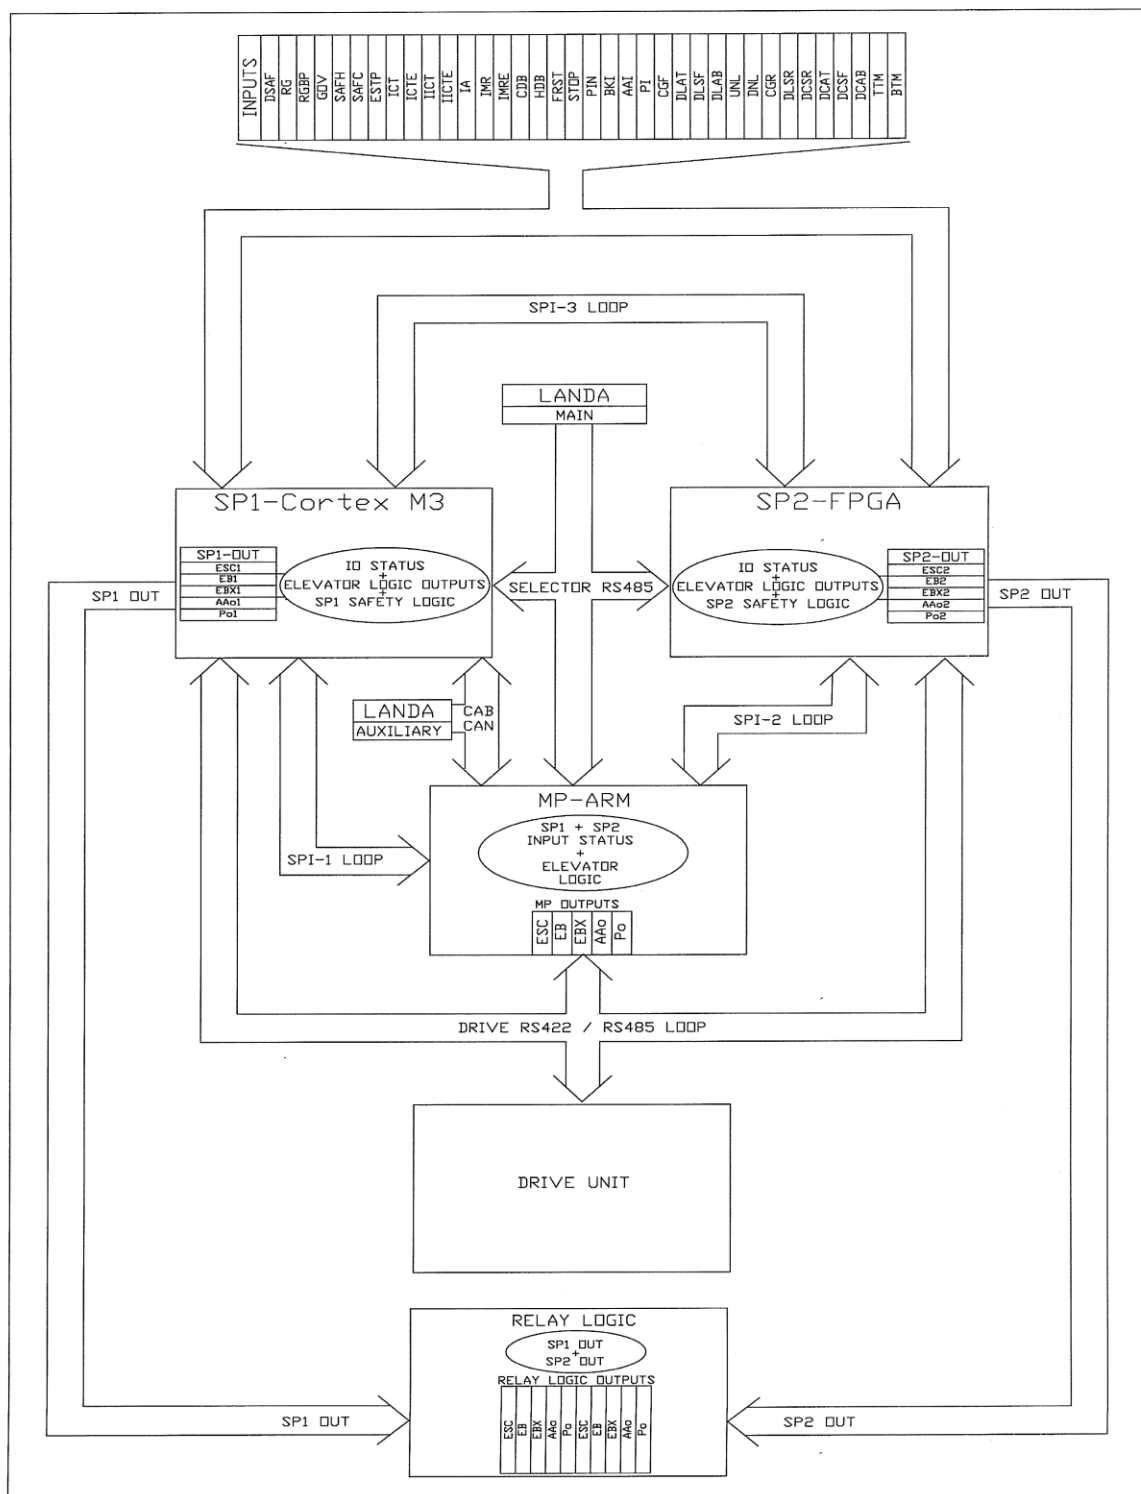 INPUTS
DSAF
RG
RGBP
GOV
SAFH
SAFC
ESTP
ICT
ICTE
IICT
IICTE
IA
IMR
IMRE
CDB
HDB
FRST
STOP
PIN
BKI
AAI
PI
CGF
DLAT
DLSF
DLAB
UNL
DNL
CGR
DLSR
DCSR
DCAT
DCSF
DCAB
TTM
BTM
SPI-3 LOOP
LANDA
MAIN
SP1-Cortex M3
SP2-FPGA
SP1-OUT
ESC1
EB1
EBX1
AAo1
Po1
IO STATUS
+
ELEVATOR LOGIC OUTPUTS
+
SP1 SAFETY LOGIC
SELECTOR RS485
IO STATUS
+
ELEVATOR LOGIC OUTPUTS
+
SP2 SAFETY LOGIC
SP2-OUT
ESC2
EB2
EBX2
AAo2
Po2
SP1 OUT
SP2 OUT
LANDA
AUXILIARY
CAB
CAN
SPI-2 LOOP
MP-ARM
SP1 + SP2
INPUT STATUS
+
ELEVATOR
LOGIC
SPI-1 LOOP
MP OUTPUTS
ESC
EB
EBX
AAo
Po
DRIVE RS422 / RS485 LOOP
DRIVE UNIT
RELAY LOGIC
SP1 OUT
+
SP2 OUT
RELAY LOGIC OUTPUTS
ESC
EB
EBX
AAo
Po
ESC
EB
EBX
AAo
Po
SP1 OUT
SP2 OUT